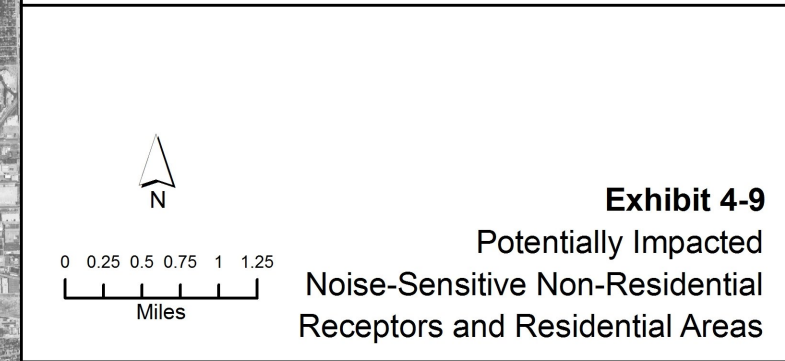 N
0 0.25 0.5 0.75 1 1.25
Miles
Exhibit 4-9
Potentially Impacted
Noise-Sensitive Non-Residential
Receptors and Residential Areas